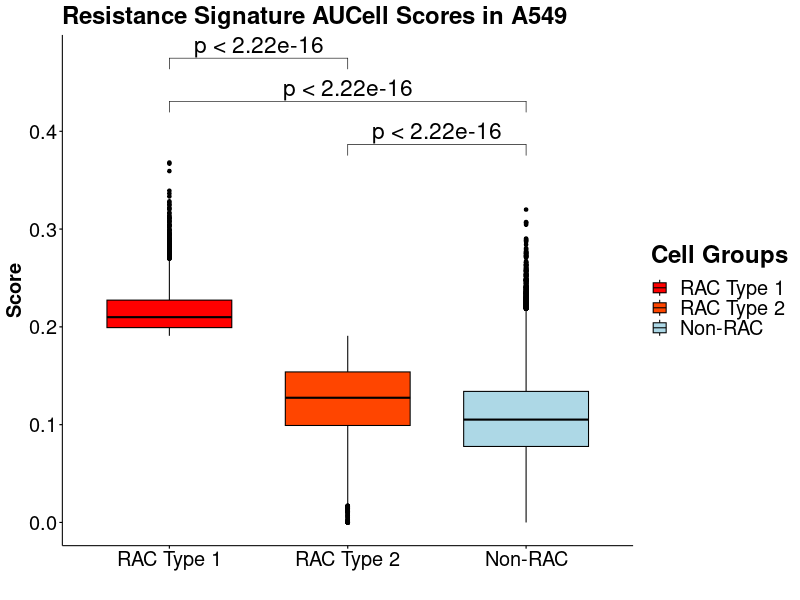 Resistance Signature AUCell Scores in A549
p < 2.22e-16
p < 2.22e-16
p < 2.22e-16
0.4
0.3
0.2
0.1
0.0
Score
RAC Type 1
RAC Type 2
Non-RAC
Cell Groups
RAC Type 1
RAC Type 2
Non-RAC